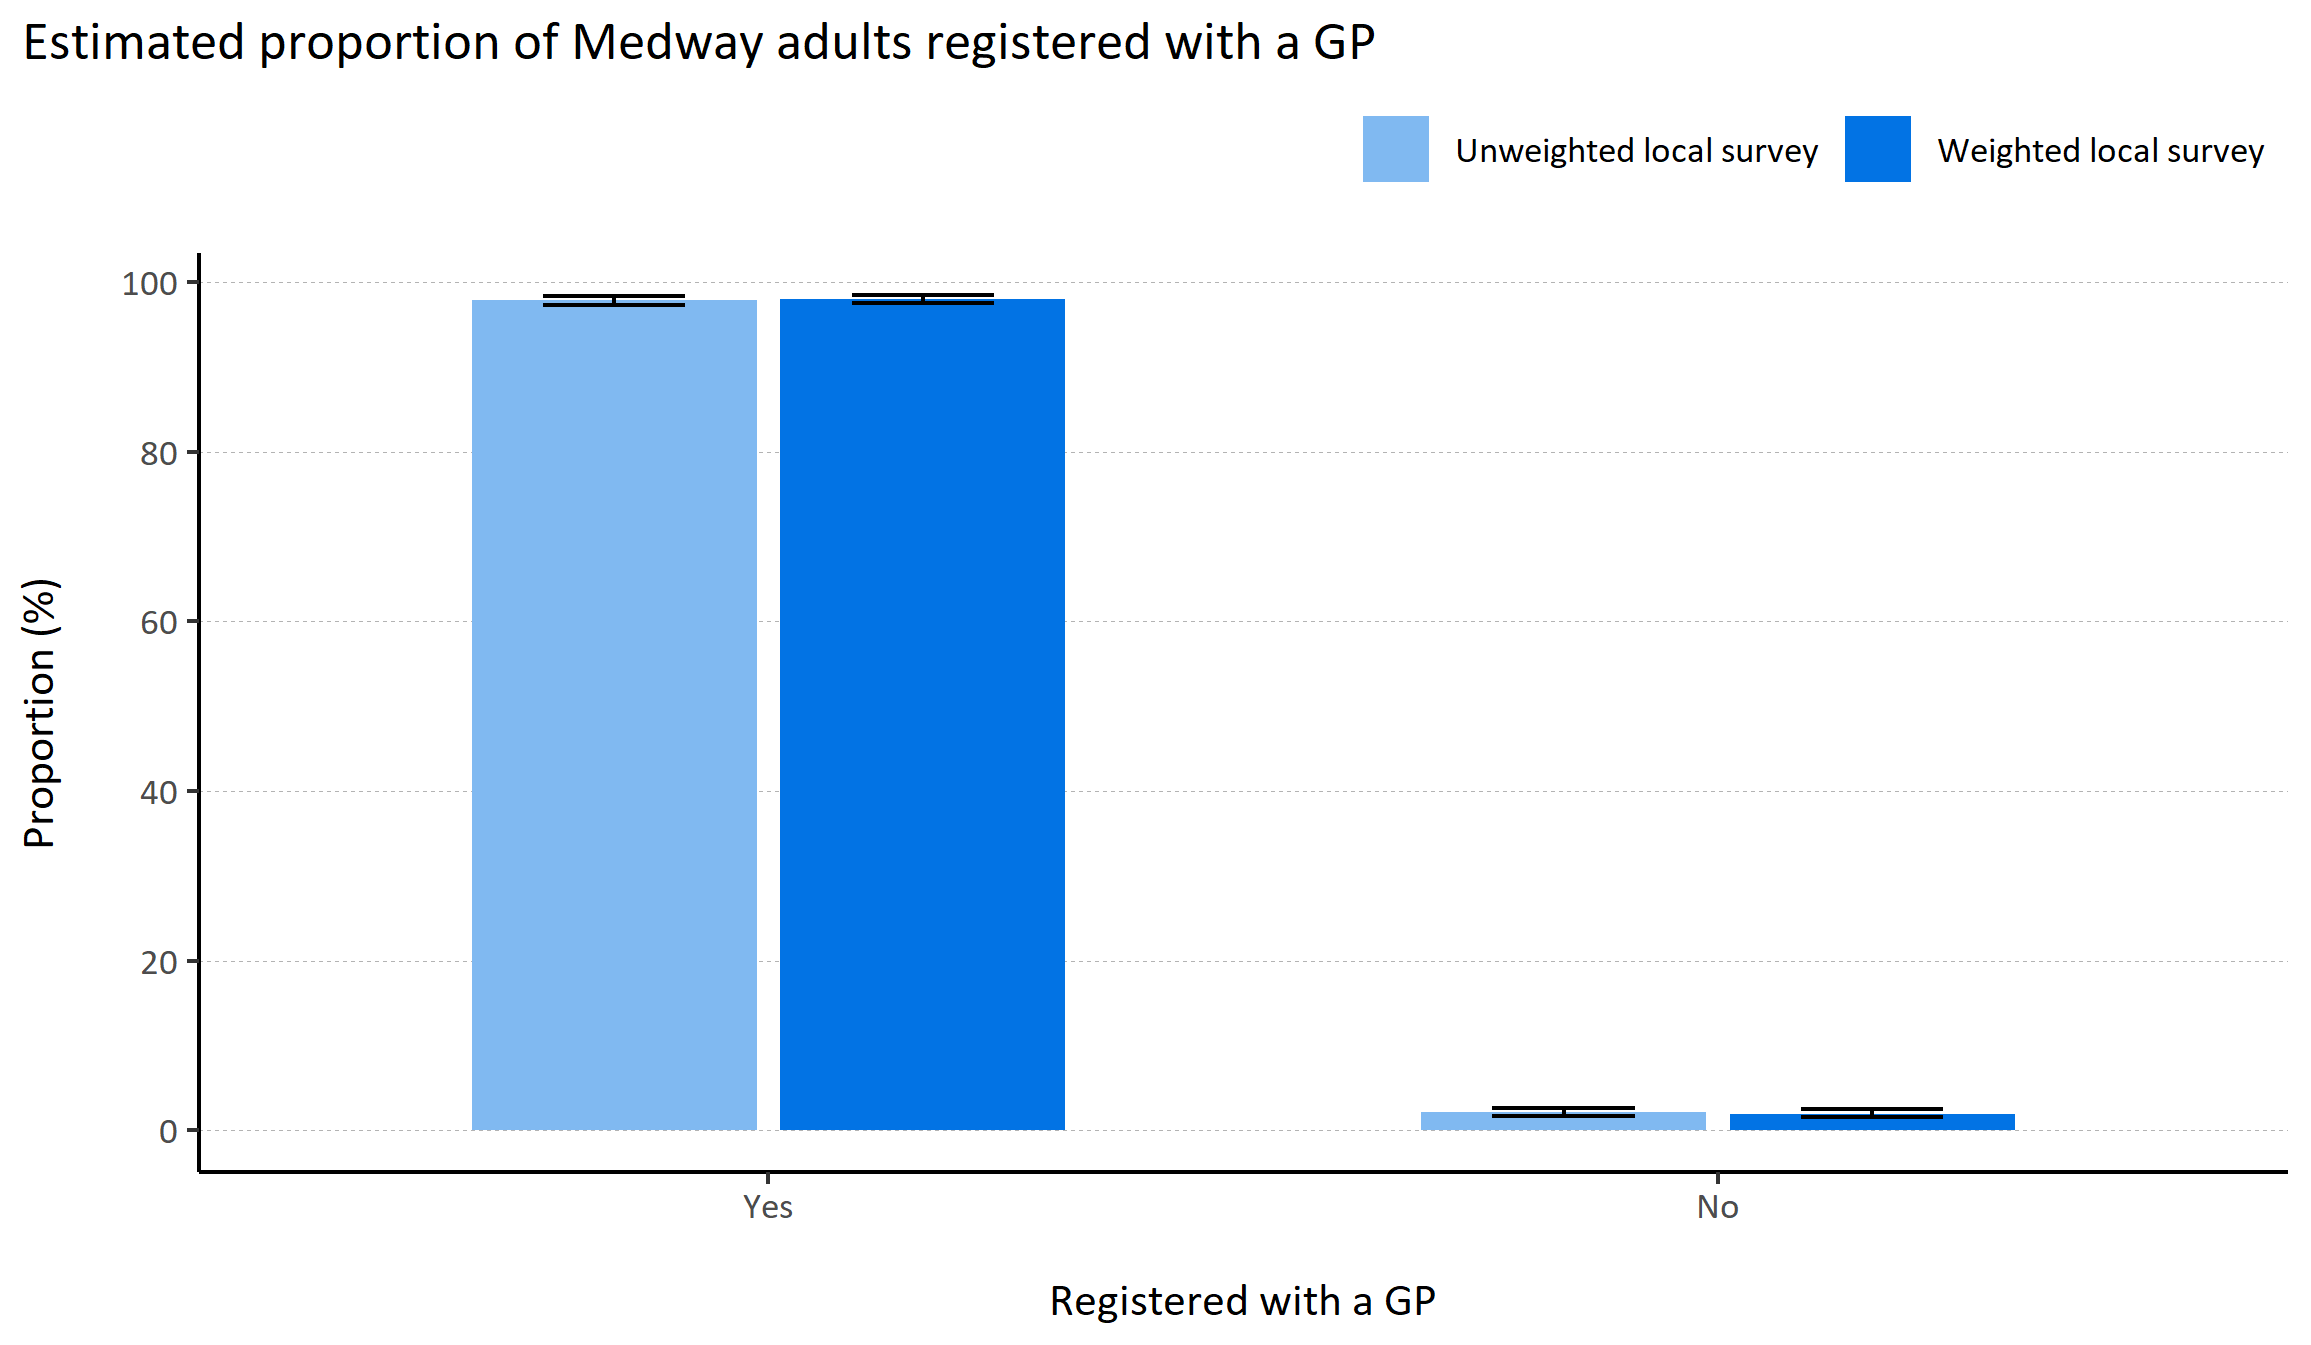 Estimated proportion of Medway adults registered with a GP
Unweighted local survey
Weighted local survey
Proportion (%)
100
80
60
40
20
0
Yes
No
Registered with a GP